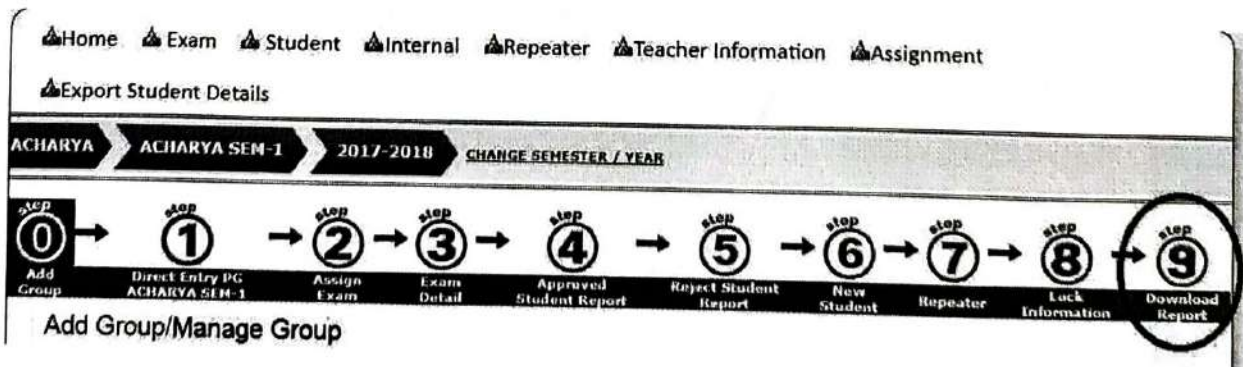 Home Exam Student Internal Repeater Teacher Information Assignment
Export Student Details
ACHARYA ACHARYA SEM-1 2017-2018 CHANGE SEMESTER / YEAR
step step step step step step step step step step
0 1 2 3 4 5 6 7 8 9
Add Direct Entry PG Assign Exam Approved Reject Student New Repeater Lock Download
Group ACHARYA SEM-1 Exam Detail Student Report Report Student Information Report
Add Group/Manage Group